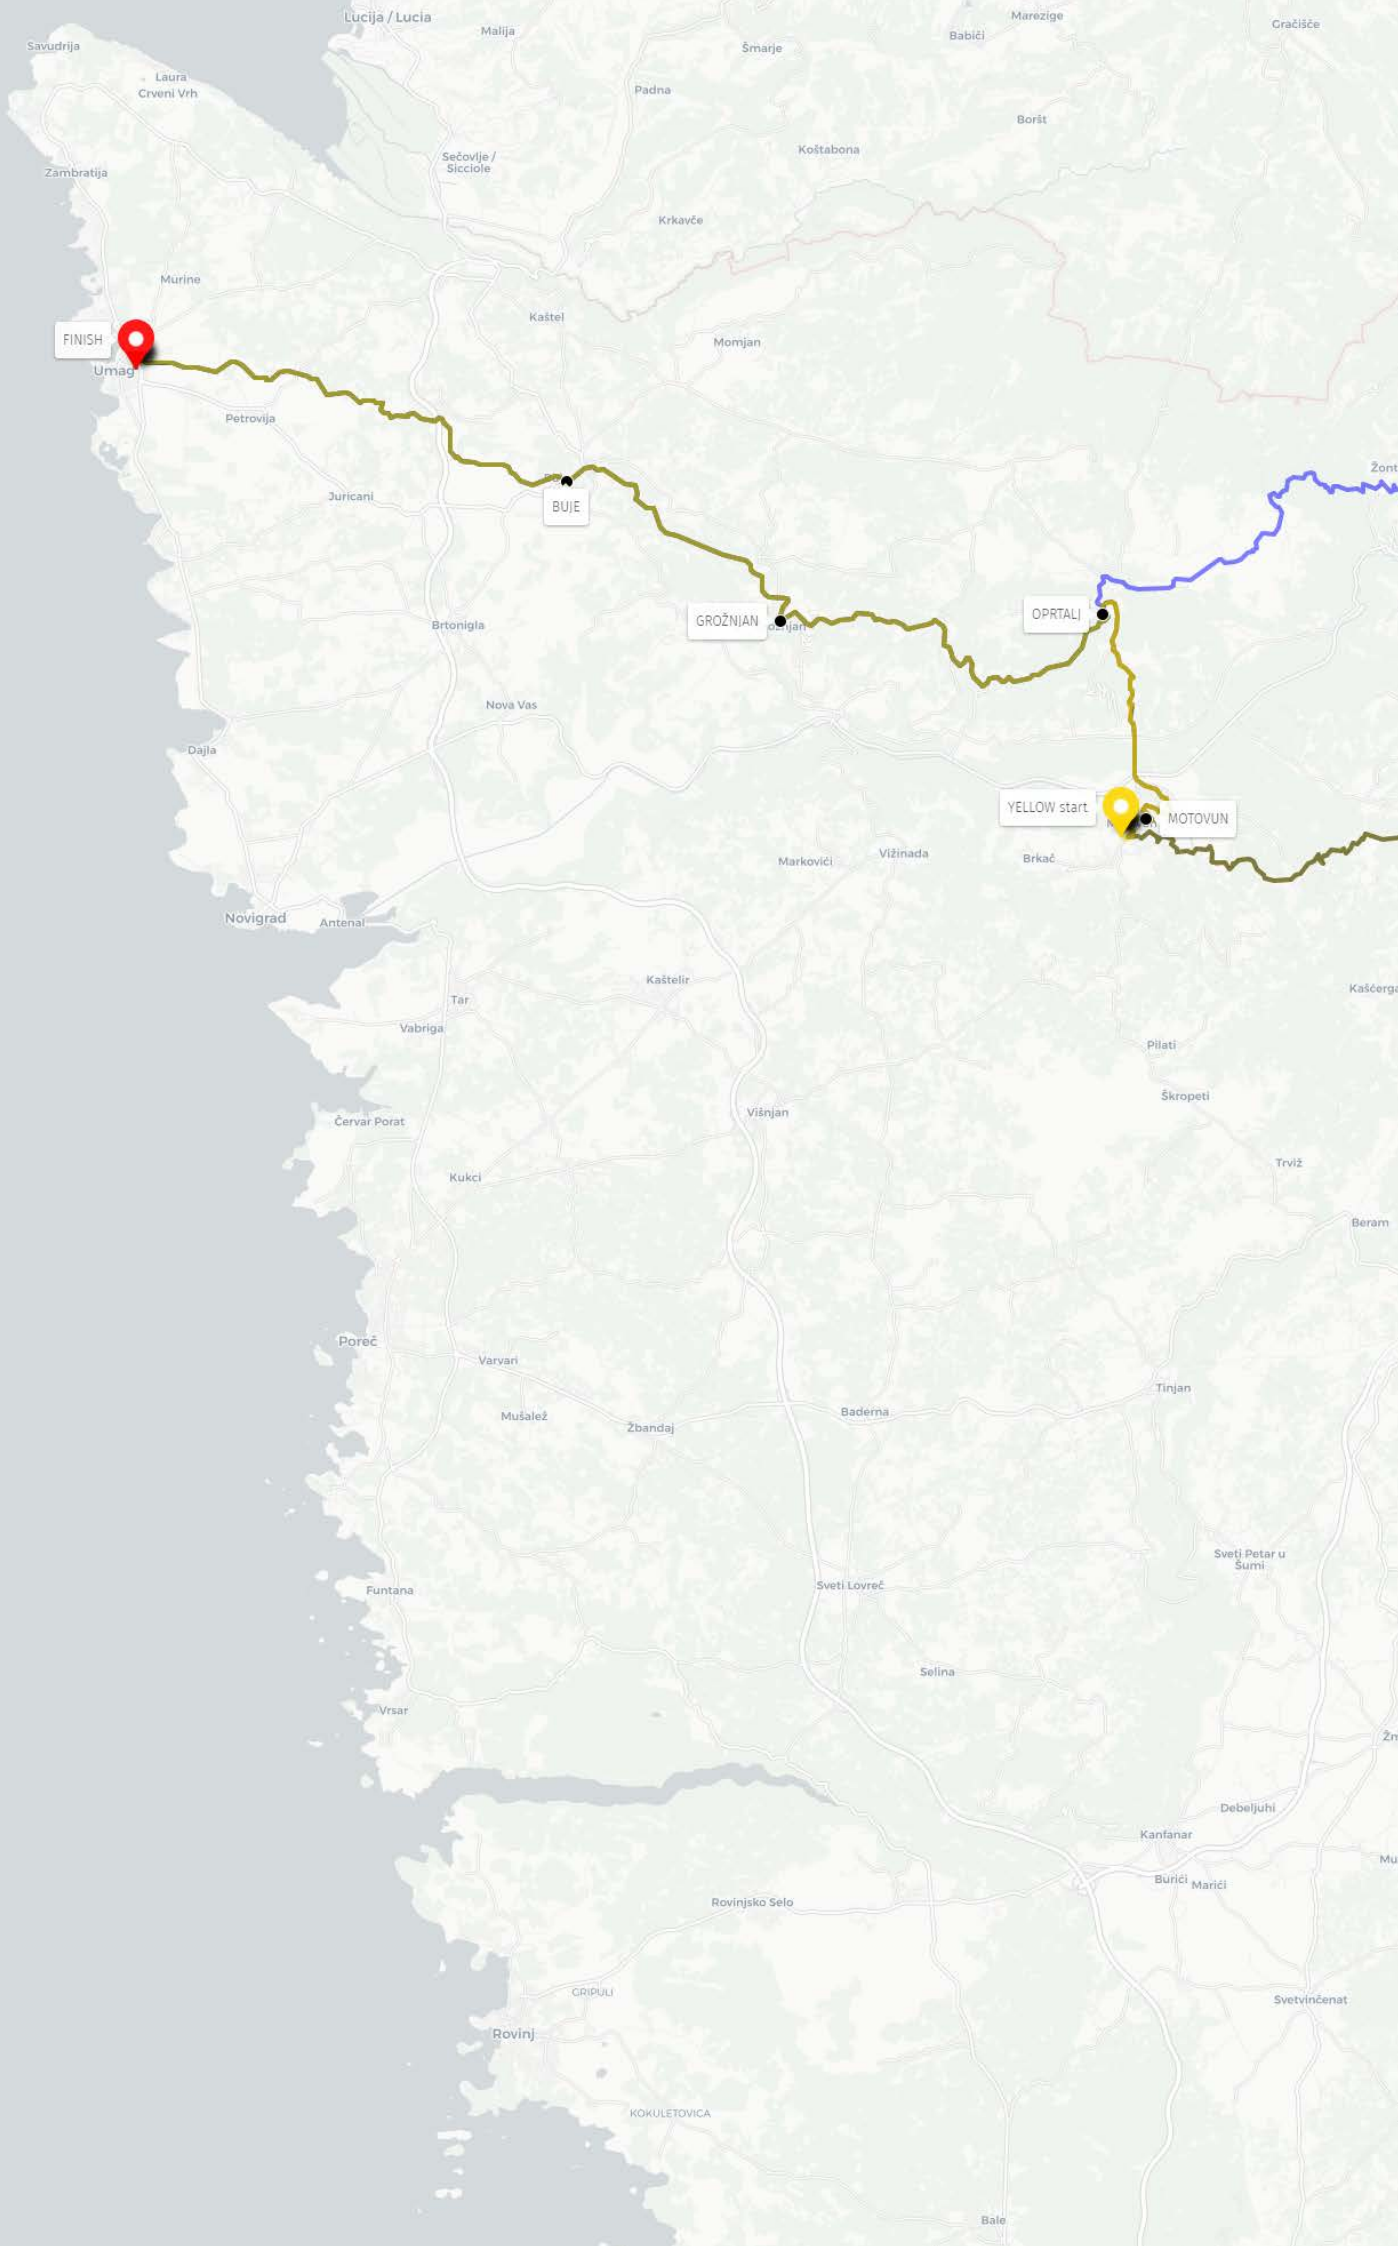 Lucija / Lucia
Marezige
Gračišče
Malija
Babiči
Savudrija
Šmarje
Laura
Crveni Vrh
Padna
Boršt
Koštabona
Sečovlje /
Sicciole
Zambratija
Krkavče
Murine
Kaštel
FINISH
Momjan
Umag
Petrovija
Žont
Juricani
BUJE
GROŽNJAN
OPRTALJ
Brtonigla
Nova Vas
Dajla
YELLOW start
MOTOVUN
Markovići
Vižinada
Brkač
Novigrad
Antenal
Kaštelir
Kašćerga
Tar
Vabriga
Pilati
Škropeti
Višnjan
Červar Porat
Trviž
Kukci
Beram
Poreč
Varvari
Tinjan
Mušalež
Baderna
Žbandaj
Sveti Petar u
Šumi
Sveti Lovreč
Funtana
Selina
Vrsar
Žm
Debeljuhi
Kanfanar
Mu
Burići
Marići
Rovinjsko Selo
GRIPULI
Svetvinčenat
Rovinj
KOKULETOVICA
Bale